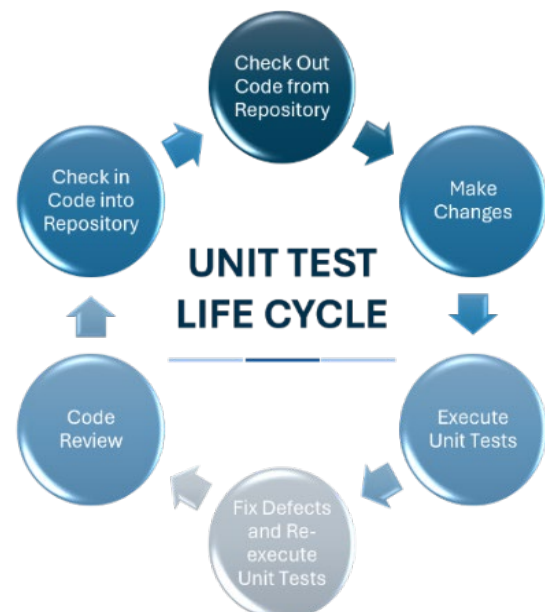 Check Out
Code from
Repository
Make
Changes
Execute
Unit Tests
Fix Defects
and Re-
execute
Unit Tests
Code
Review
Check in
Code into
Repository
UNIT TEST
LIFE CYCLE